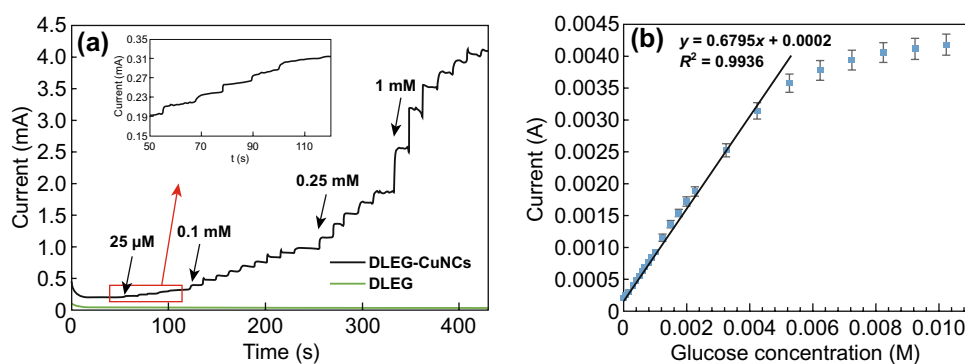 (a)
Current (mA)
4.5
4.0
3.5
3.0
2.5
2.0
1.5
1.0
0.5
0
0
100
200
300
400
Time (s)
Current (mA)
0.39
0.33
0.31
0.27
0.23
0.19
0.15
50
70
90
110
t (s)
25 µM
0.1 mM
0.25 mM
1 mM
DLEG-CuNCs
DLEG
(b)
y = 0.6795x + 0.0002
R² = 0.9936
Current (A)
0.0045
0.0040
0.0035
0.0030
0.0025
0.0020
0.0015
0.0010
0.0005
0
0
0.002
0.004
0.006
0.008
0.010
Glucose concentration (M)